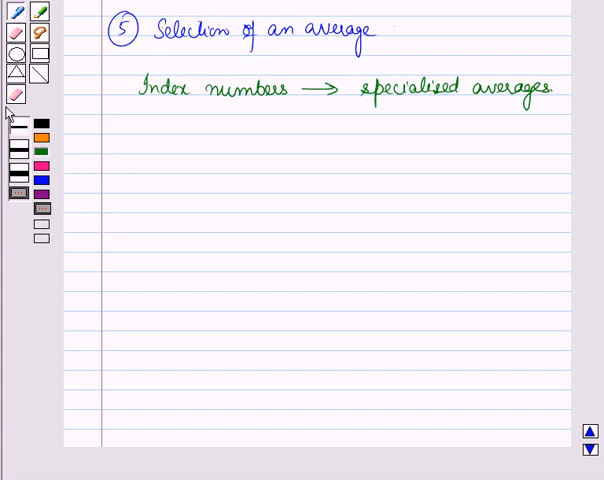 ⑤ Selection of an average
Index numbers → specialised averages.